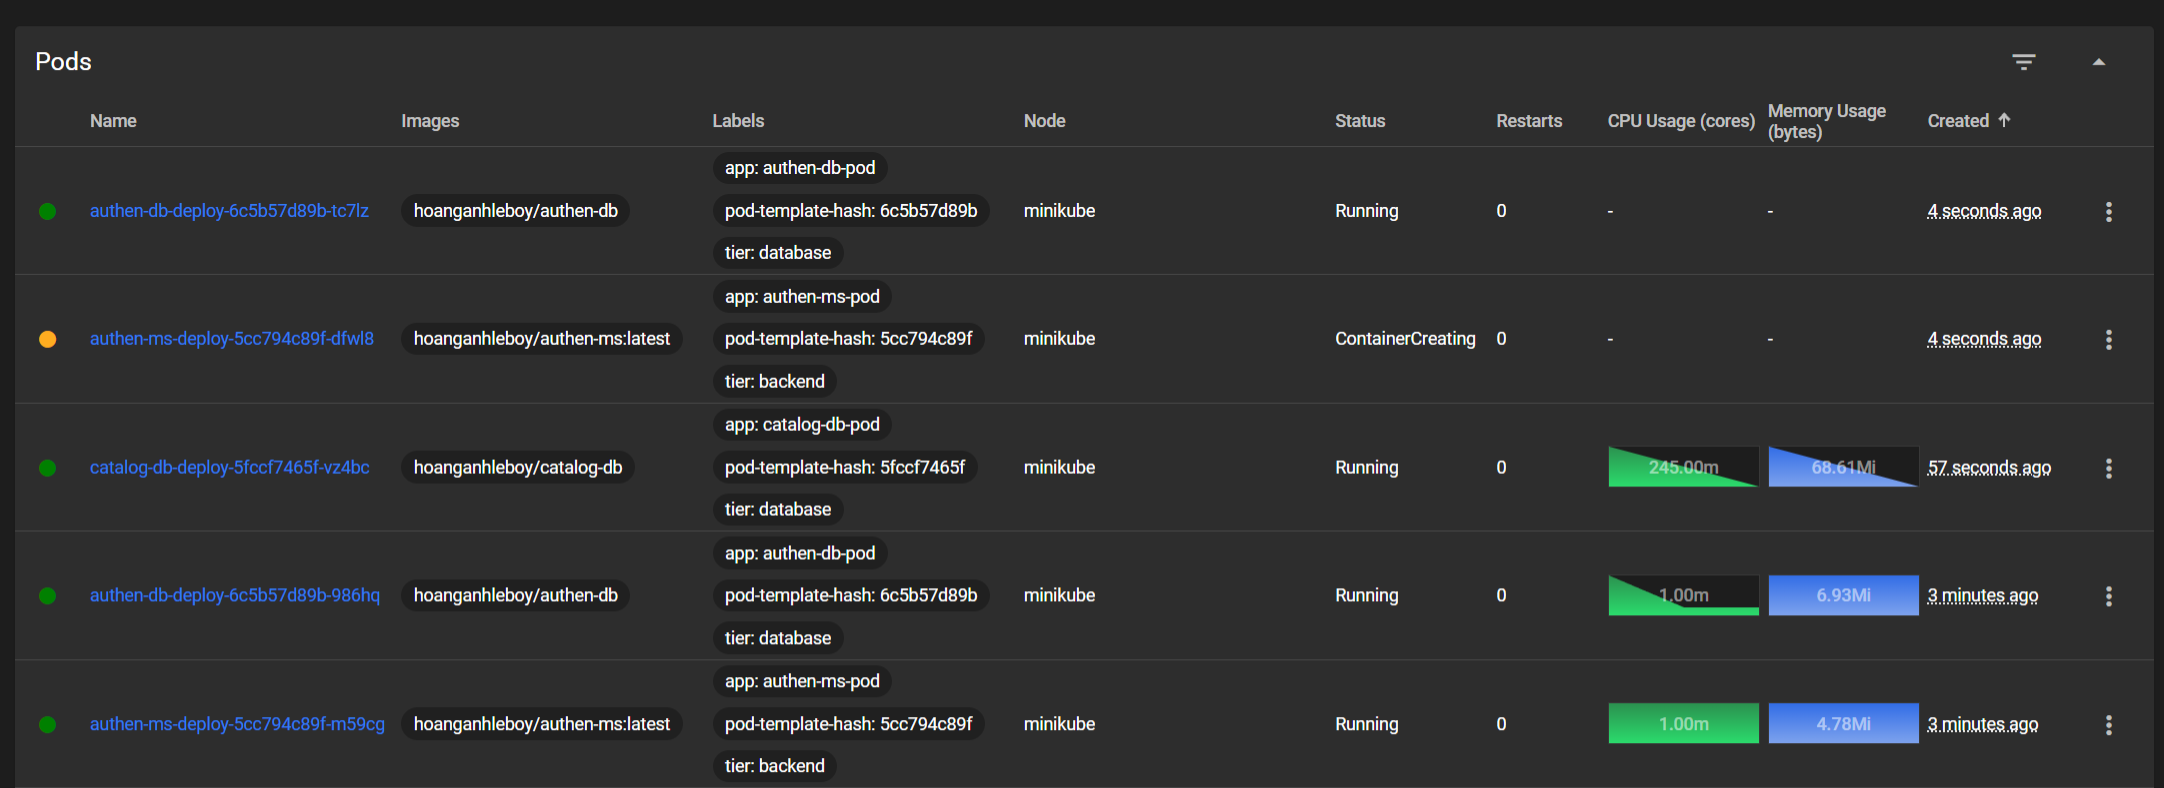 Pods
Name Images Labels Node Status Restarts CPU Usage (cores) Memory Usage (bytes) Created
app: authen-db-pod
authen-db-deploy-6c5b57d89b-tc7lz hoanganhleboy/authen-db pod-template-hash: 6c5b57d89b minikube Running 0 - - 4 seconds ago
tier: database
app: authen-ms-pod
authen-ms-deploy-5cc794c89f-dfwl8 hoanganhleboy/authen-ms:latest pod-template-hash: 5cc794c89f minikube ContainerCreating 0 - - 4 seconds ago
tier: backend
app: catalog-db-pod
catalog-db-deploy-5fccf7465f-vz4bc hoanganhleboy/catalog-db pod-template-hash: 5fccf7465f minikube Running 0 245.00m 68.61Mi 57 seconds ago
tier: database
app: authen-db-pod
authen-db-deploy-6c5b57d89b-986hq hoanganhleboy/authen-db pod-template-hash: 6c5b57d89b minikube Running 0 1.00m 6.93Mi 3 minutes ago
tier: database
app: authen-ms-pod
authen-ms-deploy-5cc794c89f-m59cg hoanganhleboy/authen-ms:latest pod-template-hash: 5cc794c89f minikube Running 0 1.00m 4.78Mi 3 minutes ago
tier: backend